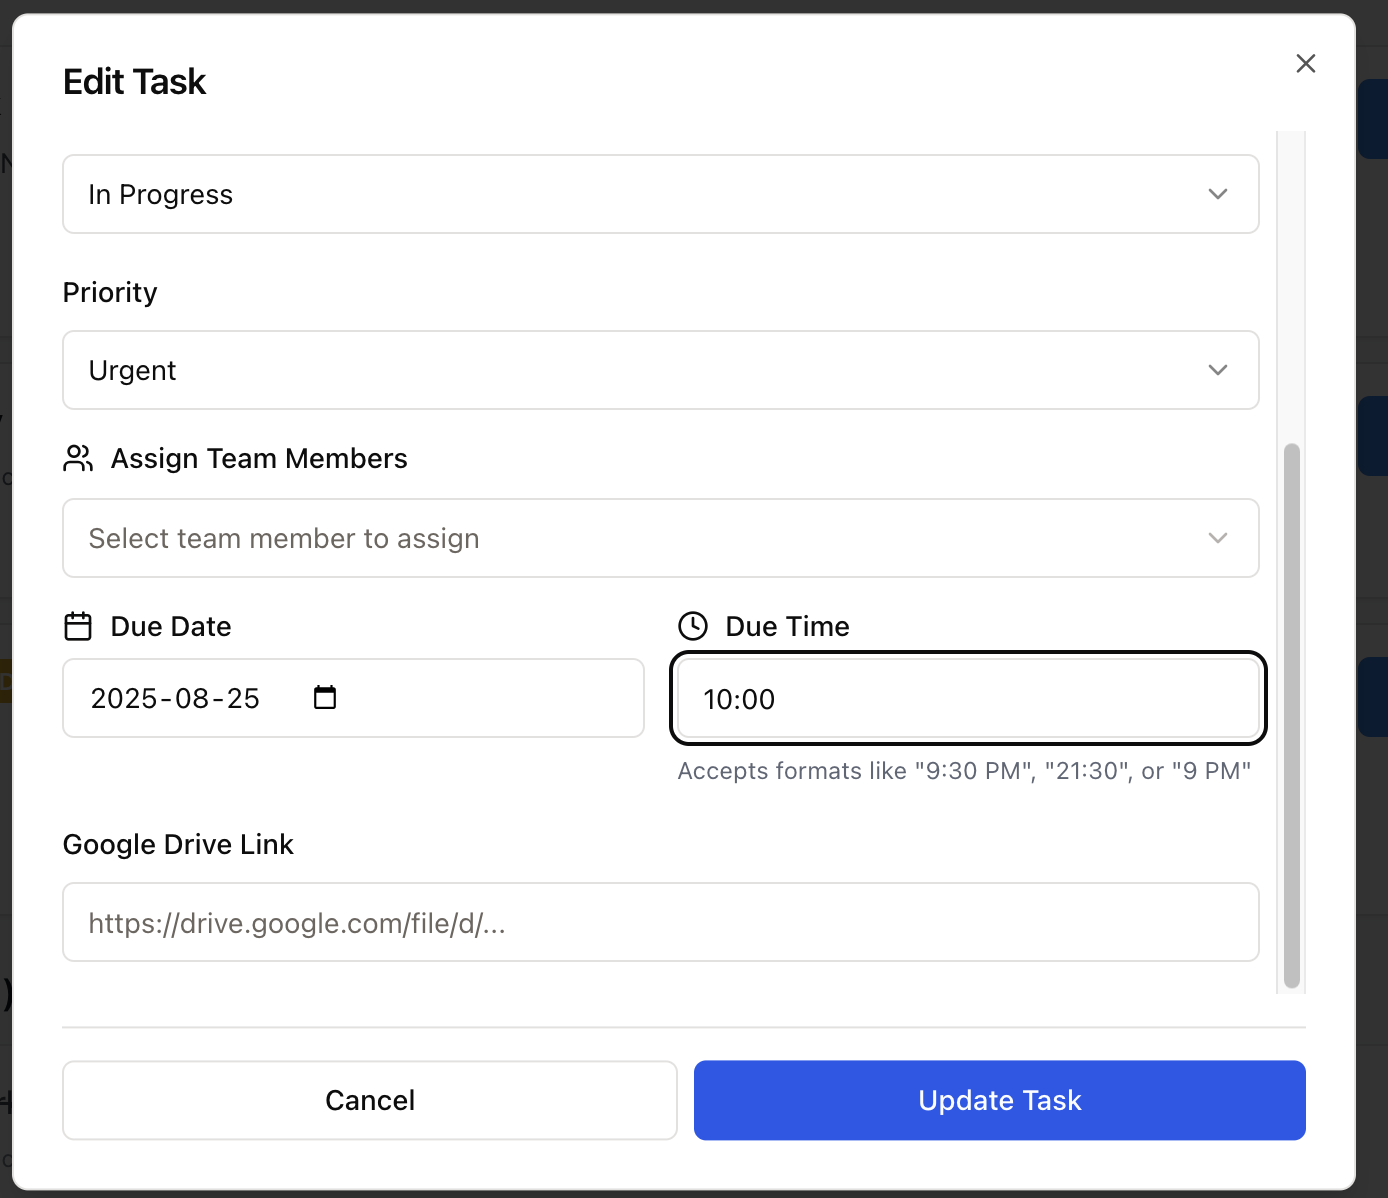 Edit Task
In Progress
Priority
Urgent
Assign Team Members
Select team member to assign
Due Date
Due Time
2025-08-25
10:00
Accepts formats like "9:30 PM", "21:30", or "9 PM"
Google Drive Link
https://drive.google.com/file/d/...
Cancel
Update Task